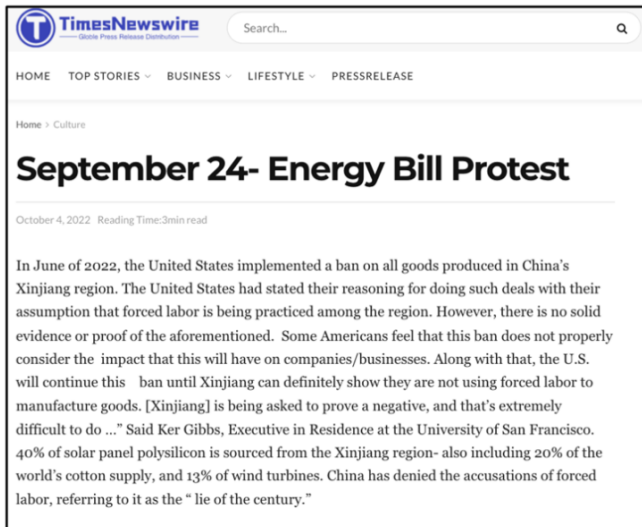 TimesNewswire
Globle Press Release Distribution
Search...
HOME TOP STORIES BUSINESS LIFESTYLE PRESSRELEASE
Home > Culture
September 24- Energy Bill Protest
October 4, 2022 Reading Time:3min read
In June of 2022, the United States implemented a ban on all goods produced in China’s
Xinjiang region. The United States had stated their reasoning for doing such deals with their
assumption that forced labor is being practiced among the region. However, there is no solid
evidence or proof of the aforementioned. Some Americans feel that this ban does not properly
consider the impact that this will have on companies/businesses. Along with that, the U.S.
will continue this ban until Xinjiang can definitely show they are not using forced labor to
manufacture goods. [Xinjiang] is being asked to prove a negative, and that’s extremely
difficult to do ...” Said Ker Gibbs, Executive in Residence at the University of San Francisco.
40% of solar panel polysilicon is sourced from the Xinjiang region- also including 20% of the
world’s cotton supply, and 13% of wind turbines. China has denied the accusations of forced
labor, referring to it as the “ lie of the century.”